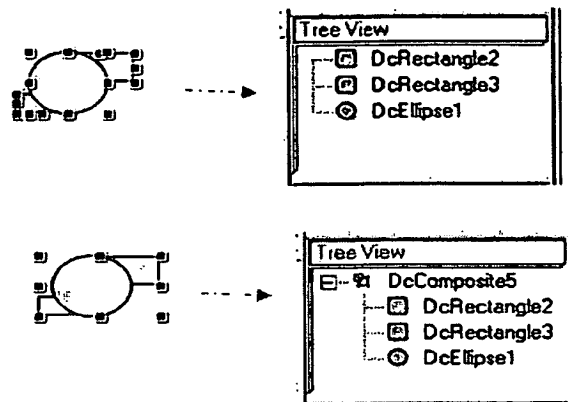 Tree View
DcRectangle2
DcRectangle3
DcEllipse1
Tree View
DcComposite5
DcRectangle2
DcRectangle3
DcEllipse1